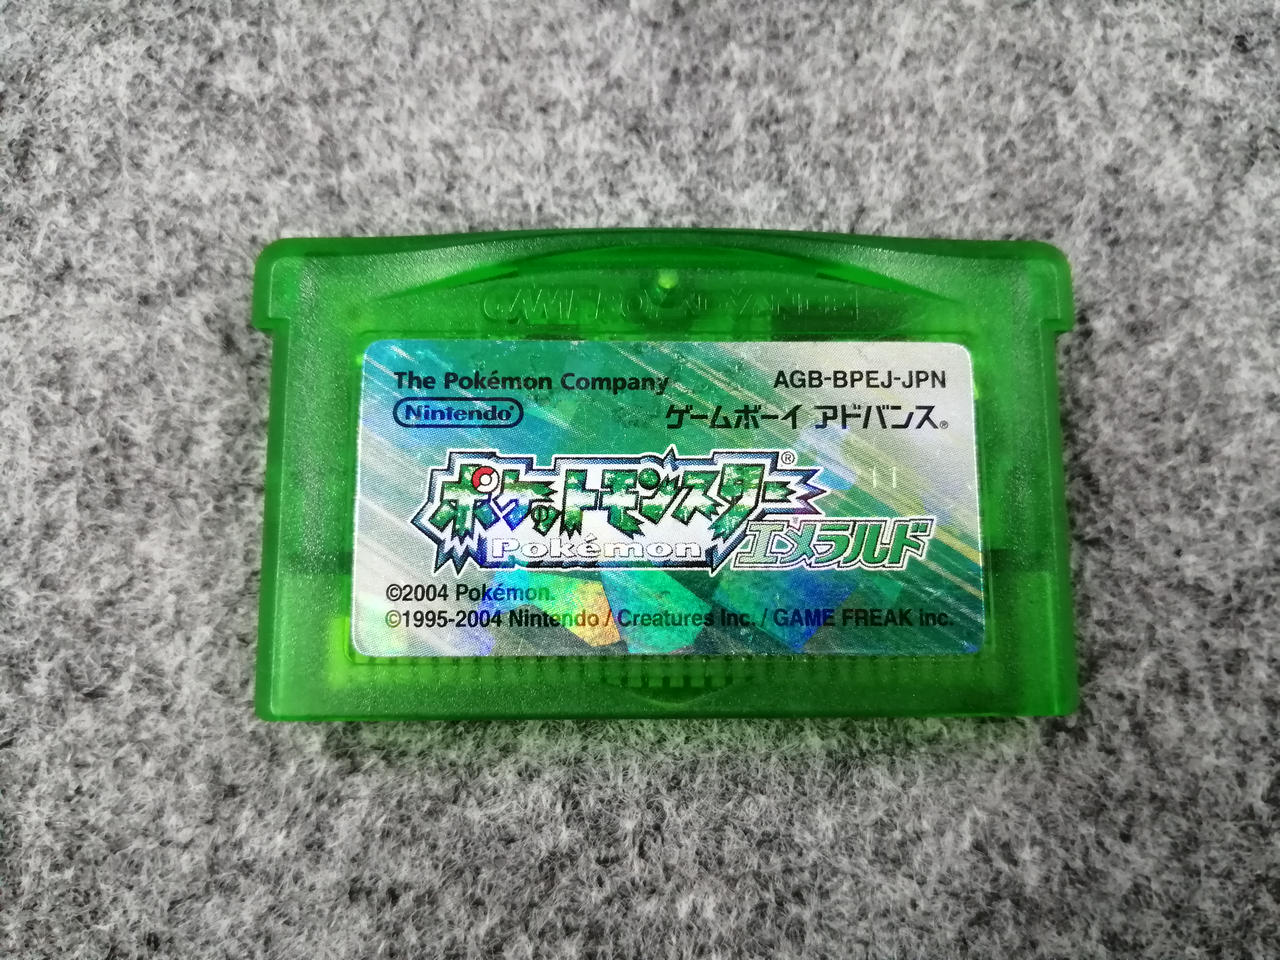 GAME BOY ADVANCE
The Pokémon Company AGB-BPEJ-JPN
Nintendo® ゲームボーイ アドバンス®
ポケットモンスター®
Pokémon エメラルド
©2004 Pokémon.
©1995-2004 Nintendo / Creatures Inc. / GAME FREAK inc.